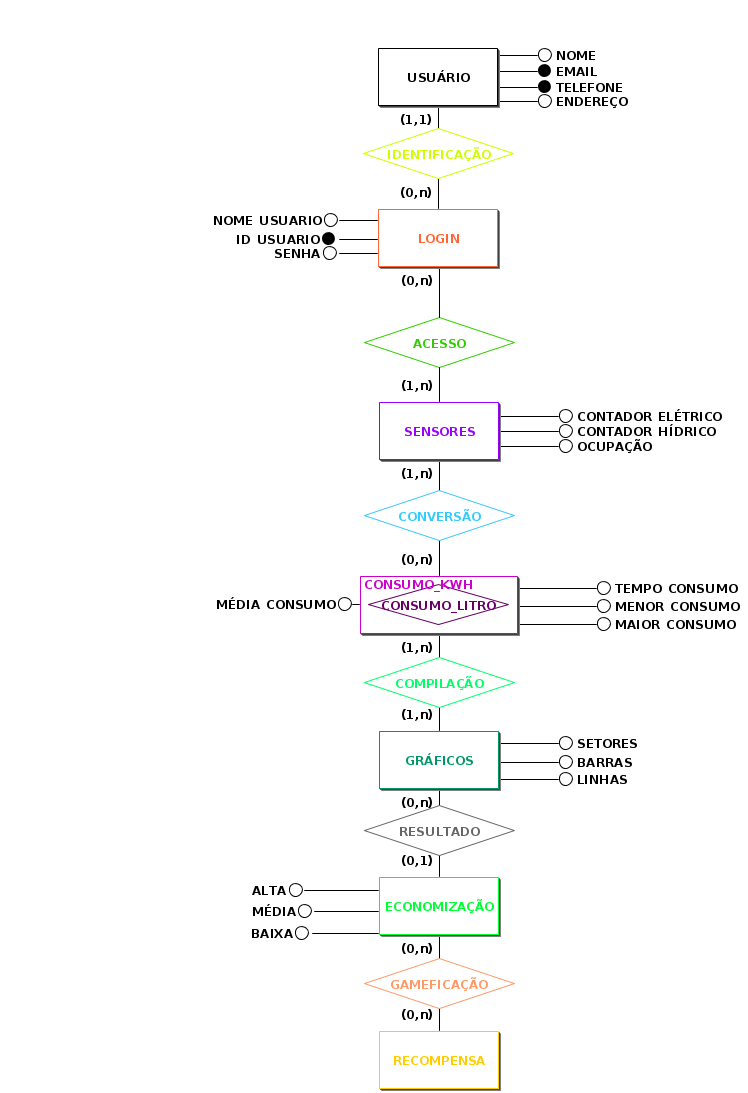 USUÁRIO
NOME
EMAIL
TELEFONE
ENDEREÇO
(1,1)
IDENTIFICAÇÃO
(0,n)
NOME USUARIO
ID USUARIO
SENHA
LOGIN
(0,n)
ACESSO
(1,n)
SENSORES
CONTADOR ELÉTRICO
CONTADOR HÍDRICO
OCUPAÇÃO
(1,n)
CONVERSÃO
(0,n)
CONSUMO_KWH
CONSUMO_LITRO
MÉDIA CONSUMO
TEMPO CONSUMO
MENOR CONSUMO
MAIOR CONSUMO
(1,n)
COMPILAÇÃO
(1,n)
GRÁFICOS
SETORES
BARRAS
LINHAS
(0,n)
RESULTADO
(0,1)
ALTA
MÉDIA
BAIXA
ECONOMIZAÇÃO
(0,n)
GAMEFICAÇÃO
(0,n)
RECOMPENSA